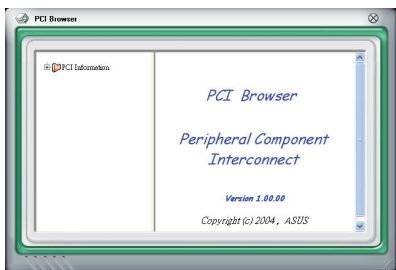 PCI Browser
PCI Information
PCI Browser
Peripheral Component
Interconnect
Version 1.00.00
Copyright (c) 2004, ASUS